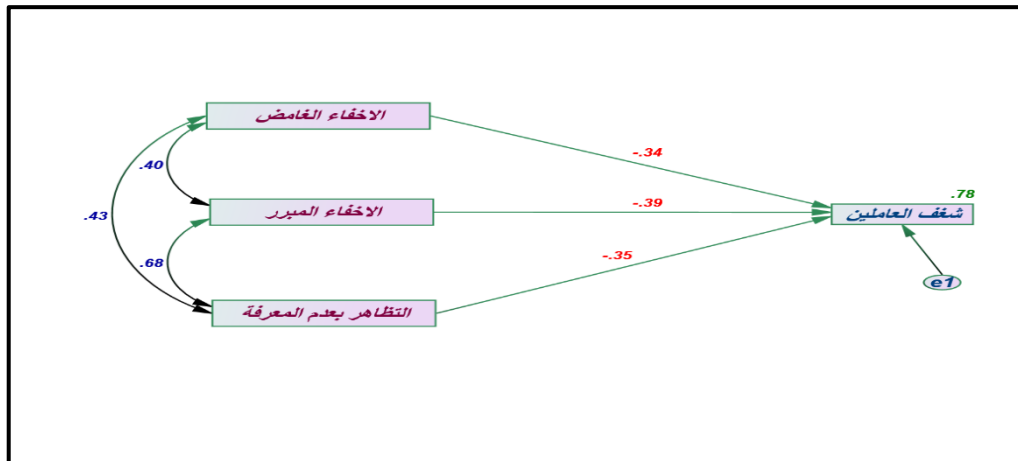 الاخفاء الغامض
-.34
.40
.78
-.39
الاخفاء المبرر
شغف العاملين
.43
.68
-.35
e1
التظاهر بعدم المعرفة